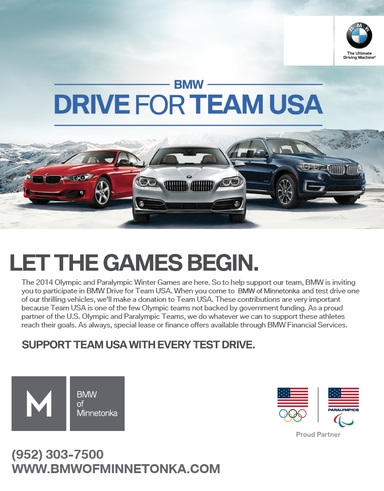 BMW
The Ultimate
Driving Machine®
BMW
DRIVE FOR TEAM USA
LET THE GAMES BEGIN.
The 2014 Olympic and Paralympic Winter Games are here. So to help support our team, BMW is inviting
you to participate in BMW Drive for Team USA. When you come to BMW of Minnetonka and test drive one
of our thrilling vehicles, we'll make a donation to Team USA. These contributions are very important
because Team USA is one of the few Olympic teams not backed by government funding. As a proud
partner of the U.S. Olympic and Paralympic Teams, we do whatever we can to support these athletes
reach their goals. As always, special lease or finance offers available through BMW Financial Services.
SUPPORT TEAM USA WITH EVERY TEST DRIVE.
M
BMW
of
Minnetonka
PARALYMPICS
Proud Partner
(952) 303-7500
WWW.BMWOFMINNETONKA.COM